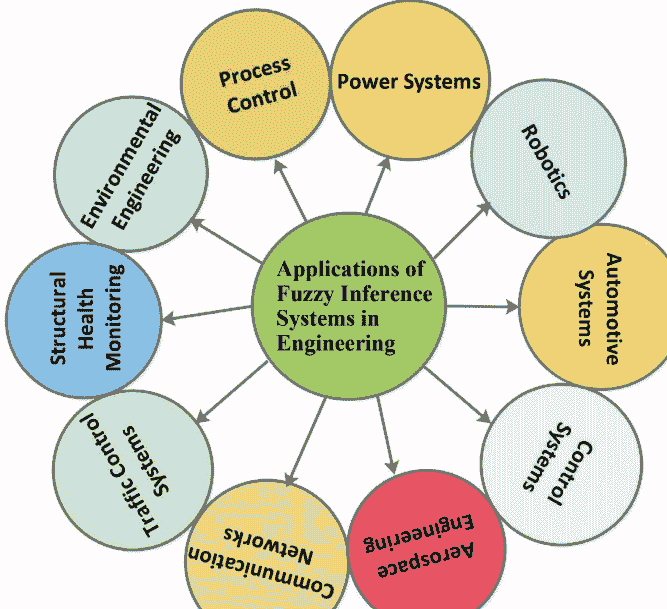 Applications of
Fuzzy Inference
Systems in
Engineering
Process
Control
Power Systems
Robotics
Automotive
Systems
Control
Systems
Aerospace
Engineering
Communication
Networks
Traffic Control
Systems
Structural
Health
Monitoring
Environmental
Engineering